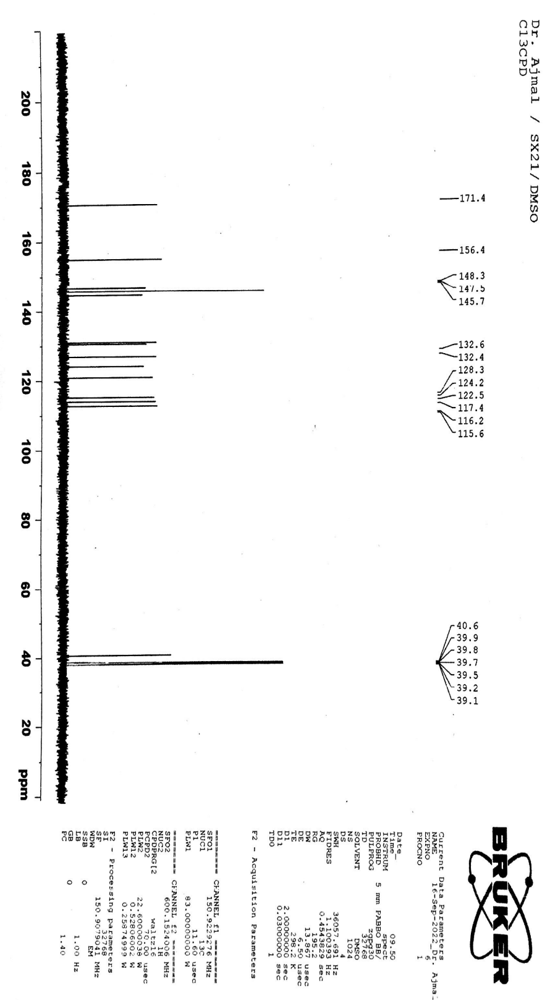 Dr. Ajmal / SX21/DMSO
C13CPD
171.4
156.4
148.3
147.5
145.7
132.6
132.4
128.3
124.2
122.5
117.4
116.2
115.6
40.6
39.9
39.8
39.7
39.5
39.2
39.1
200 180 160 140 120 100 80 60 40 20 ppm
BRUKER
Current Data Parameters
NAME 16-Sep-2022_Dr. Ajma
EXPNO 6
PROCNO 1
F2 - Acquisition Parameters
Date_
Time 09.50
INSTRUM spect
PROBHD 5 mm PABBO BB/
PULPROG zgpg30
TD 32768
SOLVENT DMSO
NS 1024
DS 4
SWH 36057.691 Hz
FIDRES 1.100393 Hz
AQ 0.4543829 sec
RG 195.2
DW 13.867 usec
DE 6.50 usec
TE 298.2 K
D1 2.00000000 sec
D11 0.03000000 sec
TD0 1
======== CHANNEL f1 ========
SFO1 150.9229276 MHz
NUC1 13C
P1 11.60 usec
PLW1 83.00000000 W
======== CHANNEL f2 ========
SFO2 600.1524006 MHz
NUC2 1H
CPDPRG[2 waltz16
PCPD2 70.00 usec
PLW2 22.60000038 W
PLW12 0.52806002 W
PLW13 0.25874999 W
F2 - Processing parameters
SI 32768
SF 150.9079041 MHz
WDW EM
SSB 0
LB 1.00 Hz
GB 0
PC 1.40